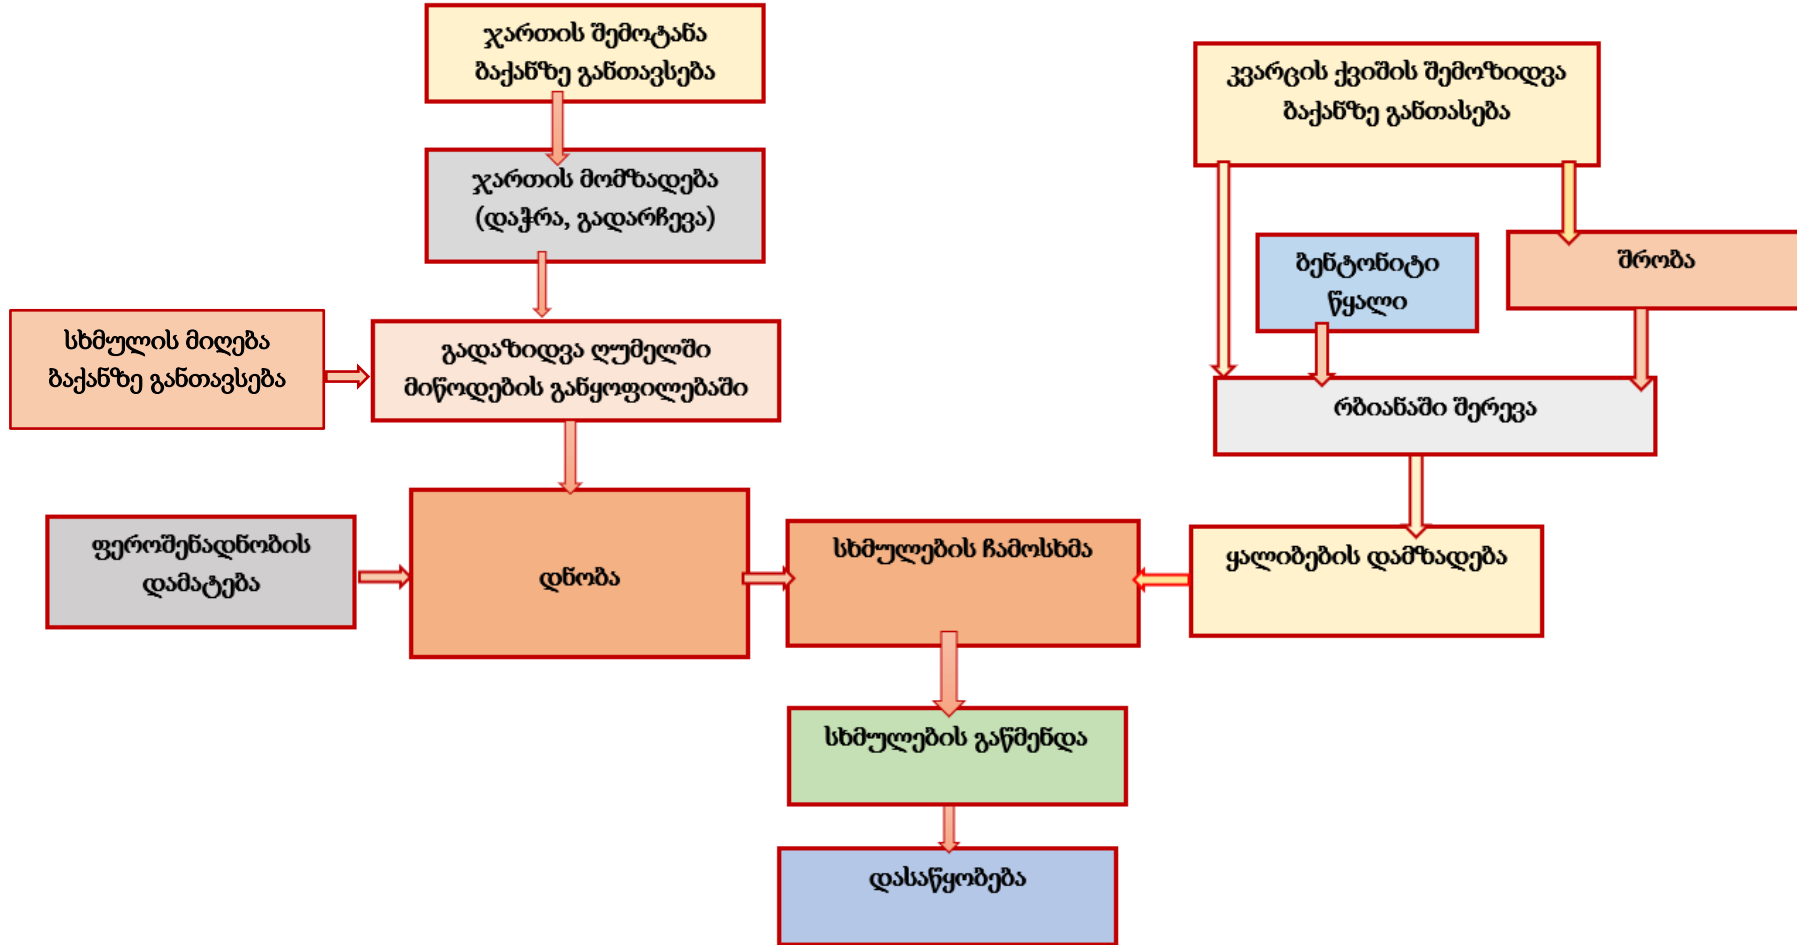 ჯართის შემოტანა
ბაქანზე განთავსება
კვარცის ქვიშის შემოზიდვა
ბაქანზე განთასება
ჯართის მომზადება
(დაჭრა, გადარჩევა)
ბენტონიტი
წყალი
შრობა
სხმულის მიღება
ბაქანზე განთავსება
გადაზიდვა ღუმელში
მიწოდების განყოფილებაში
რბიანაში შერევა
ფეროშენადნობის
დამატება
დნობა
სხმულების ჩამოსხმა
ყალიბების დამზადება
სხმულების გაწმენდა
დასაწყობება